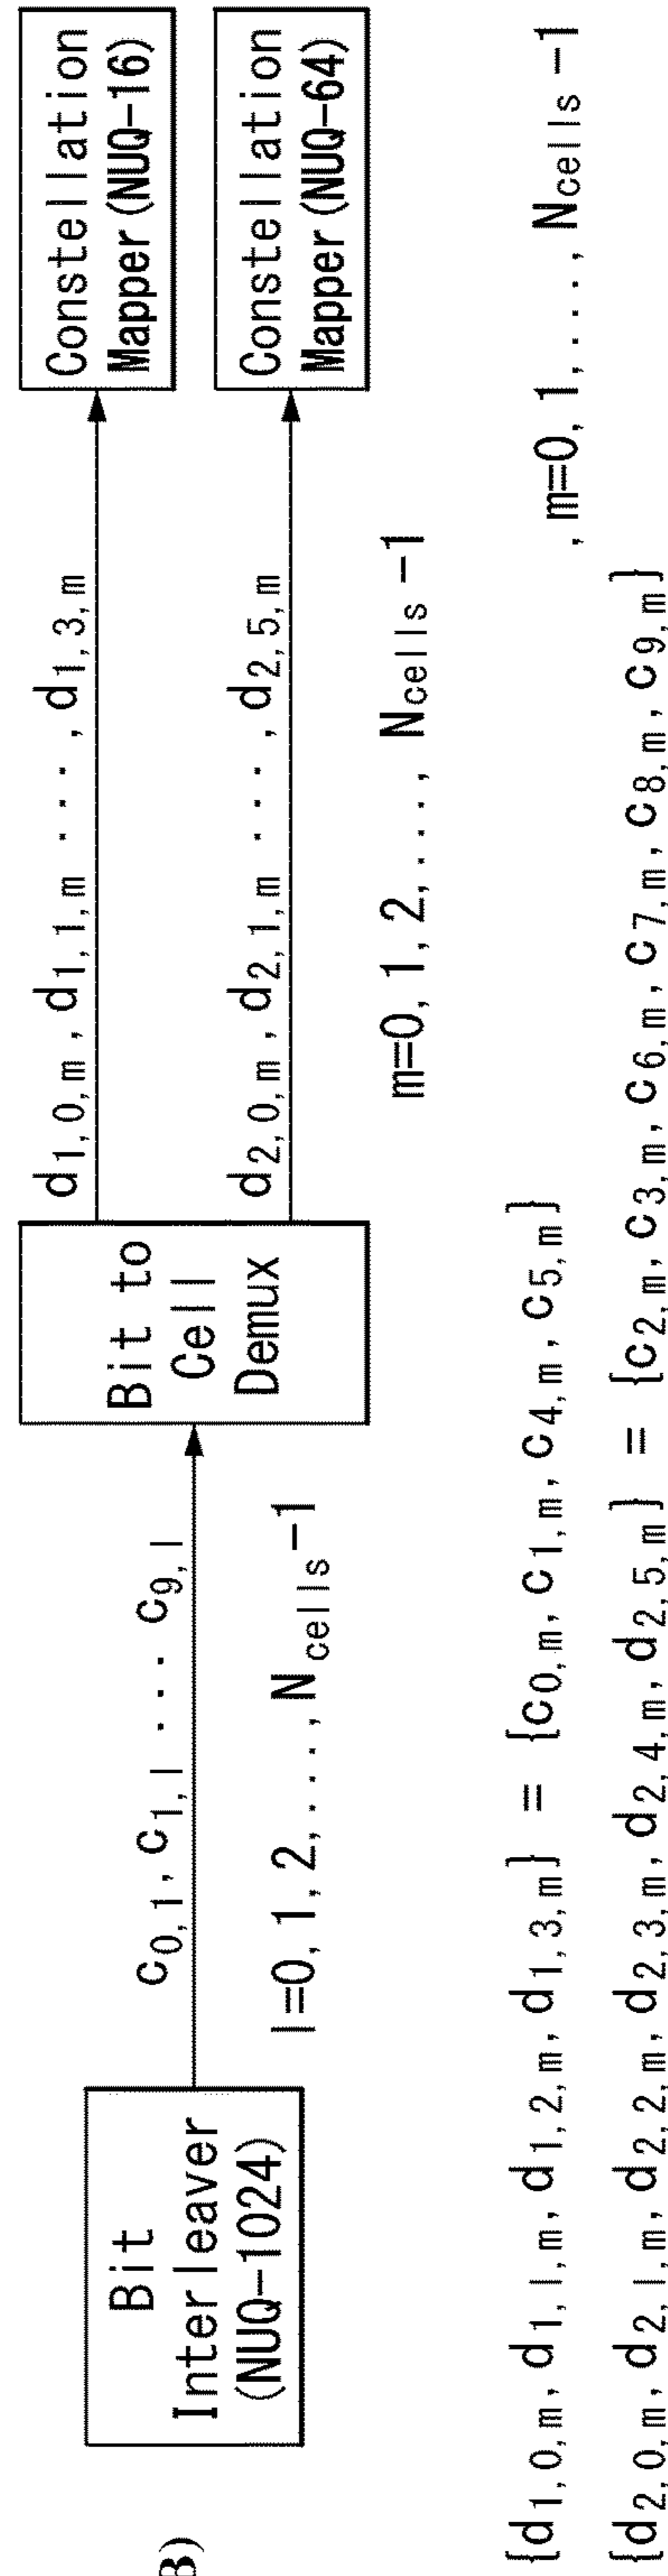 Bit
Interleaver
(NUQ-1024)
c0,1, c1,l ··· c9,l
l=0, 1, 2, ..., Ncells-1
Bit to
Cell
Demux
d1,0,m, d1,1,m ···, d1,3,m
d2,0,m, d2,1,m ···, d2,5,m
m=0, 1, 2, ..., Ncells-1
Constellation
Mapper (NUQ-16)
Constellation
Mapper (NUQ-64)
{d1,0,m, d1,l,m, d1,2,m, d1,3,m} = {c0,m, c1,m, c4,m, c5,m}
{d2,0,m, d2,l,m, d2,2,m, d2,3,m, d2,4,m, d2,5,m} = {c2,m, c3,m, c6,m, c7,m, c8,m, c9,m}
, m=0, 1, ..., Ncells-1